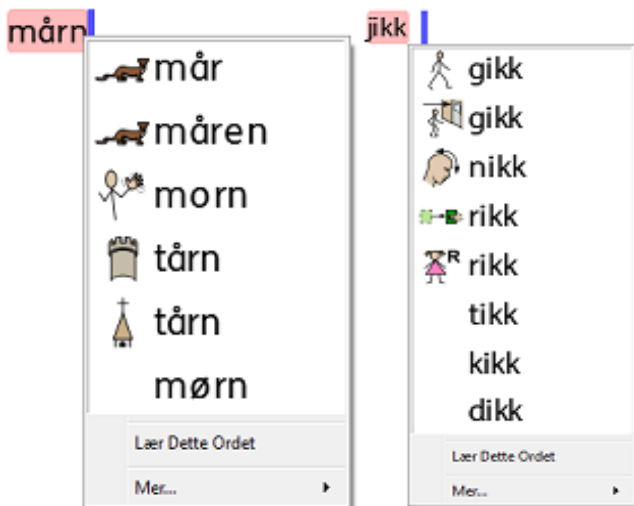 mårn
mår
måren
morn
tårn
tårn
mørn
Lær Dette Ordet
Mer...
jikk
gikk
gikk
nikk
rikk
R rikk
tikk
kikk
dikk
Lær Dette Ordet
Mer...